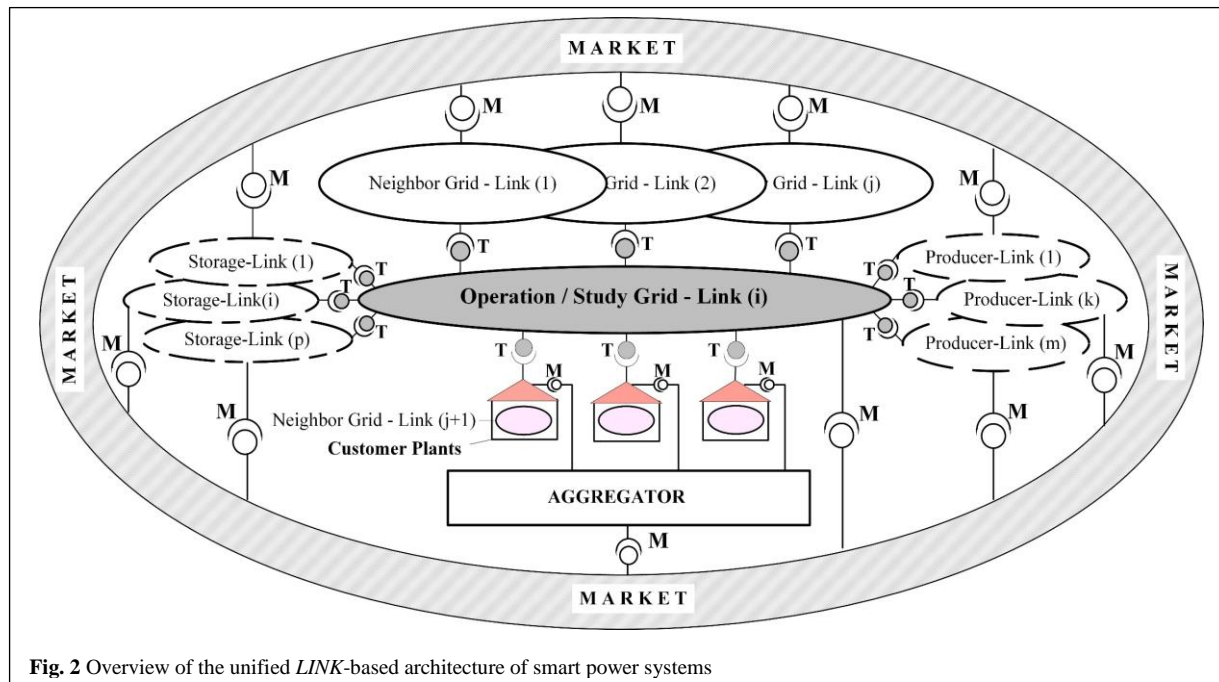 MARKET
M M M
Neighbor Grid - Link (1) Grid - Link (2) Grid - Link (j)
M M
T T T
Storage-Link (1) T T Producer-Link (1)
MARKET Storage-Link(i) T Operation / Study Grid - Link (i) T Producer-Link (k) MARKET
Storage-Link (p) T T Producer-Link (m)
M T T T M
M M M
Neighbor Grid - Link (j+1)
Customer Plants
M M M
AGGREGATOR
M
MARKET
Fig. 2 Overview of the unified LINK-based architecture of smart power systems